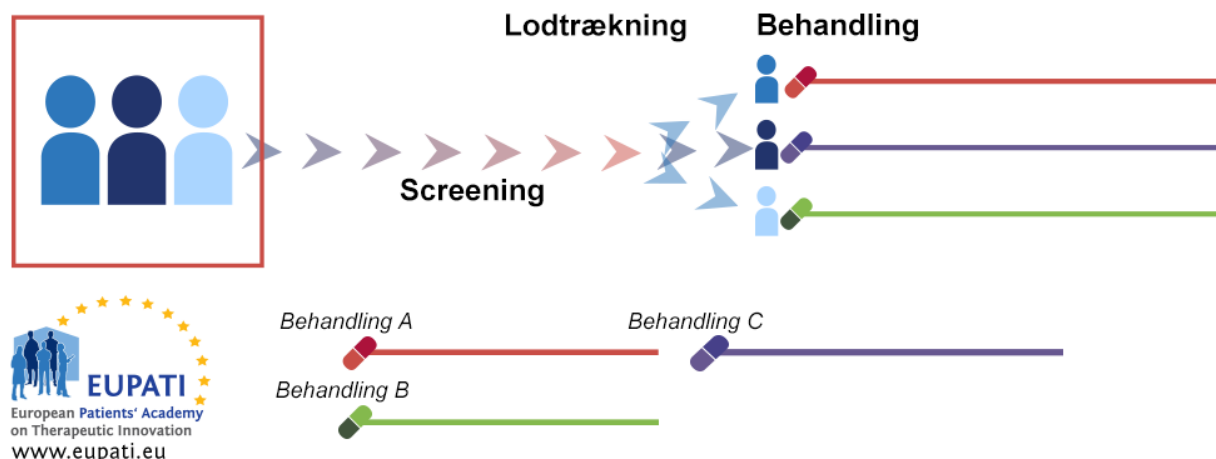 Lodtrækning
Behandling
Screening
Behandling A
Behandling C
Behandling B
EUPATI
European Patients' Academy
on Therapeutic Innovation
www.eupati.eu